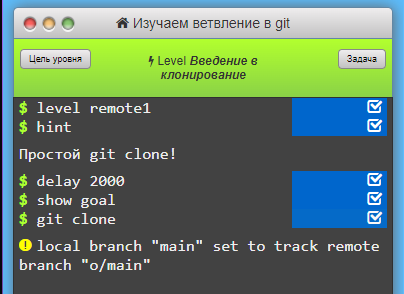 Изучаем ветвление в git
Цель уровня
Level Введение в
клонирование
Задача
$ level remote1
$ hint
Простой git clone!
$ delay 2000
$ show goal
$ git clone
local branch "main" set to track remote
branch "o/main"